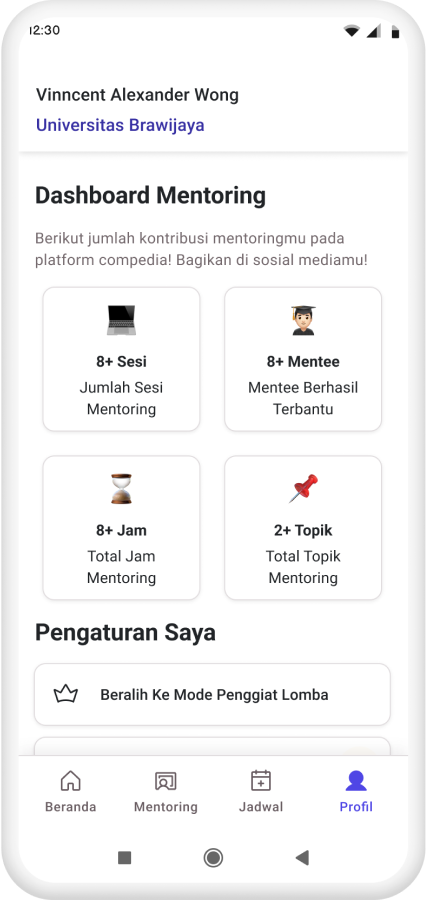 12:30
Vinncent Alexander Wong
Universitas Brawijaya
Dashboard Mentoring
Berikut jumlah kontribusi mentoringmu pada
platform compedia! Bagikan di sosial mediamu!
8+ Sesi
Jumlah Sesi
Mentoring
8+ Mentee
Mentee Berhasil
Terbantu
8+ Jam
Total Jam
Mentoring
2+ Topik
Total Topik
Mentoring
Pengaturan Saya
Beralih Ke Mode Penggiat Lomba
Beranda
Mentoring
Jadwal
Profil